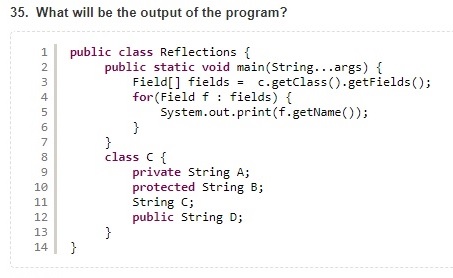 35. What will be the output of the program?
1 public class Reflections {
2 public static void main(String...args) {
3 Field[] fields = c.getClass().getFields();
4 for(Field f : fields) {
5 System.out.print(f.getName());
6 }
7 }
8 class C {
9 private String A;
10 protected String B;
11 String C;
12 public String D;
13 }
14 }